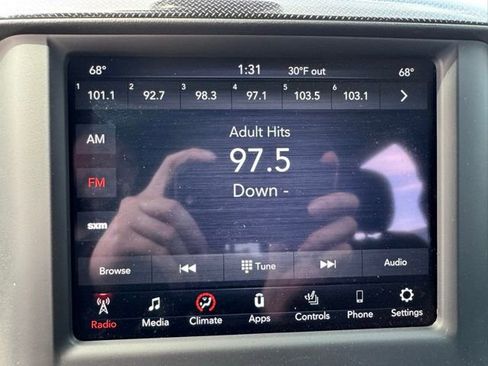 68° 1:31 30°F out 68°
1 101.1 2 92.7 3 98.3 4 97.1 5 103.5 6 103.1
AM
Adult Hits
97.5
FM
Down -
sxm
Browse Tune Audio
Radio Media Climate Apps Controls Phone Settings